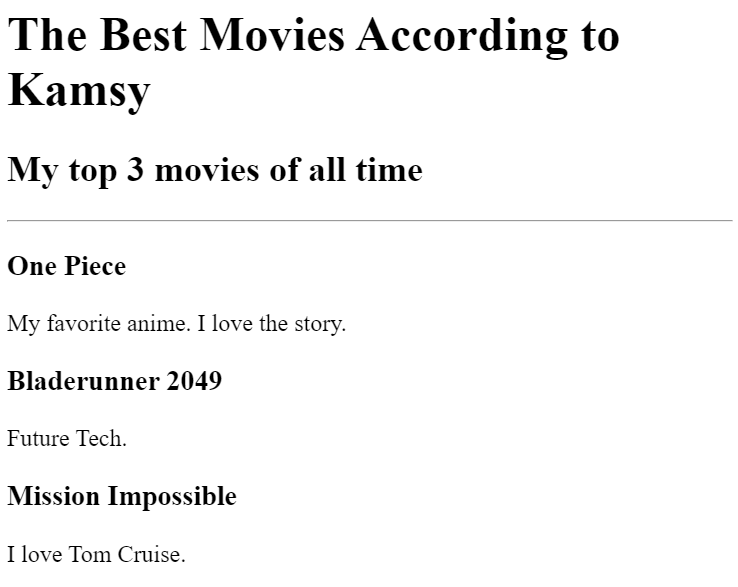 The Best Movies According to
Kamsy
My top 3 movies of all time
One Piece
My favorite anime. I love the story.
Bladerunner 2049
Future Tech.
Mission Impossible
I love Tom Cruise.